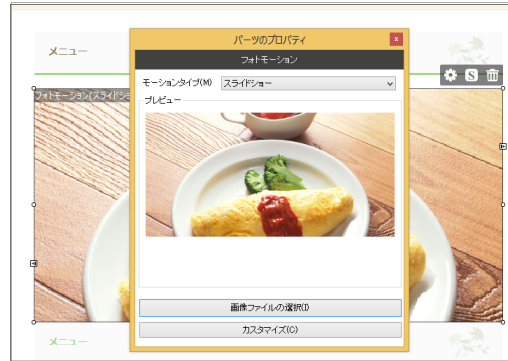 パーツのプロパティ
x
メニュー
フォトモーション
S
モーションタイプ(M) スライドショー
フォトモーション(スライドショ
プレビュー
画像ファイルの選択(I)
カスタマイズ(C)
メニュー